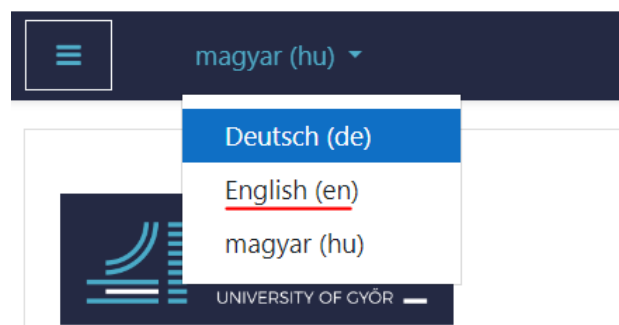 magyar (hu)
Deutsch (de)
English (en)
magyar (hu)
UNIVERSITY OF GYŐR